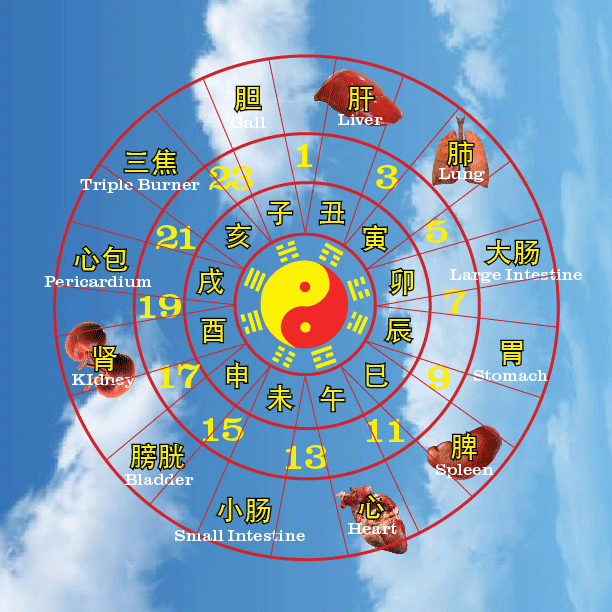 胆
Gall
肝
Liver
肺
Lung
大肠
Large Intestine
胃
Stomach
脾
Spleen
心
Heart
小肠
Small Intestine
膀胱
Bladder
肾
KIdney
心包
Pericardium
三焦
Triple Burner
1
3
5
7
9
11
13
15
17
19
21
23
子
丑
寅
卯
辰
巳
午
未
申
酉
戌
亥